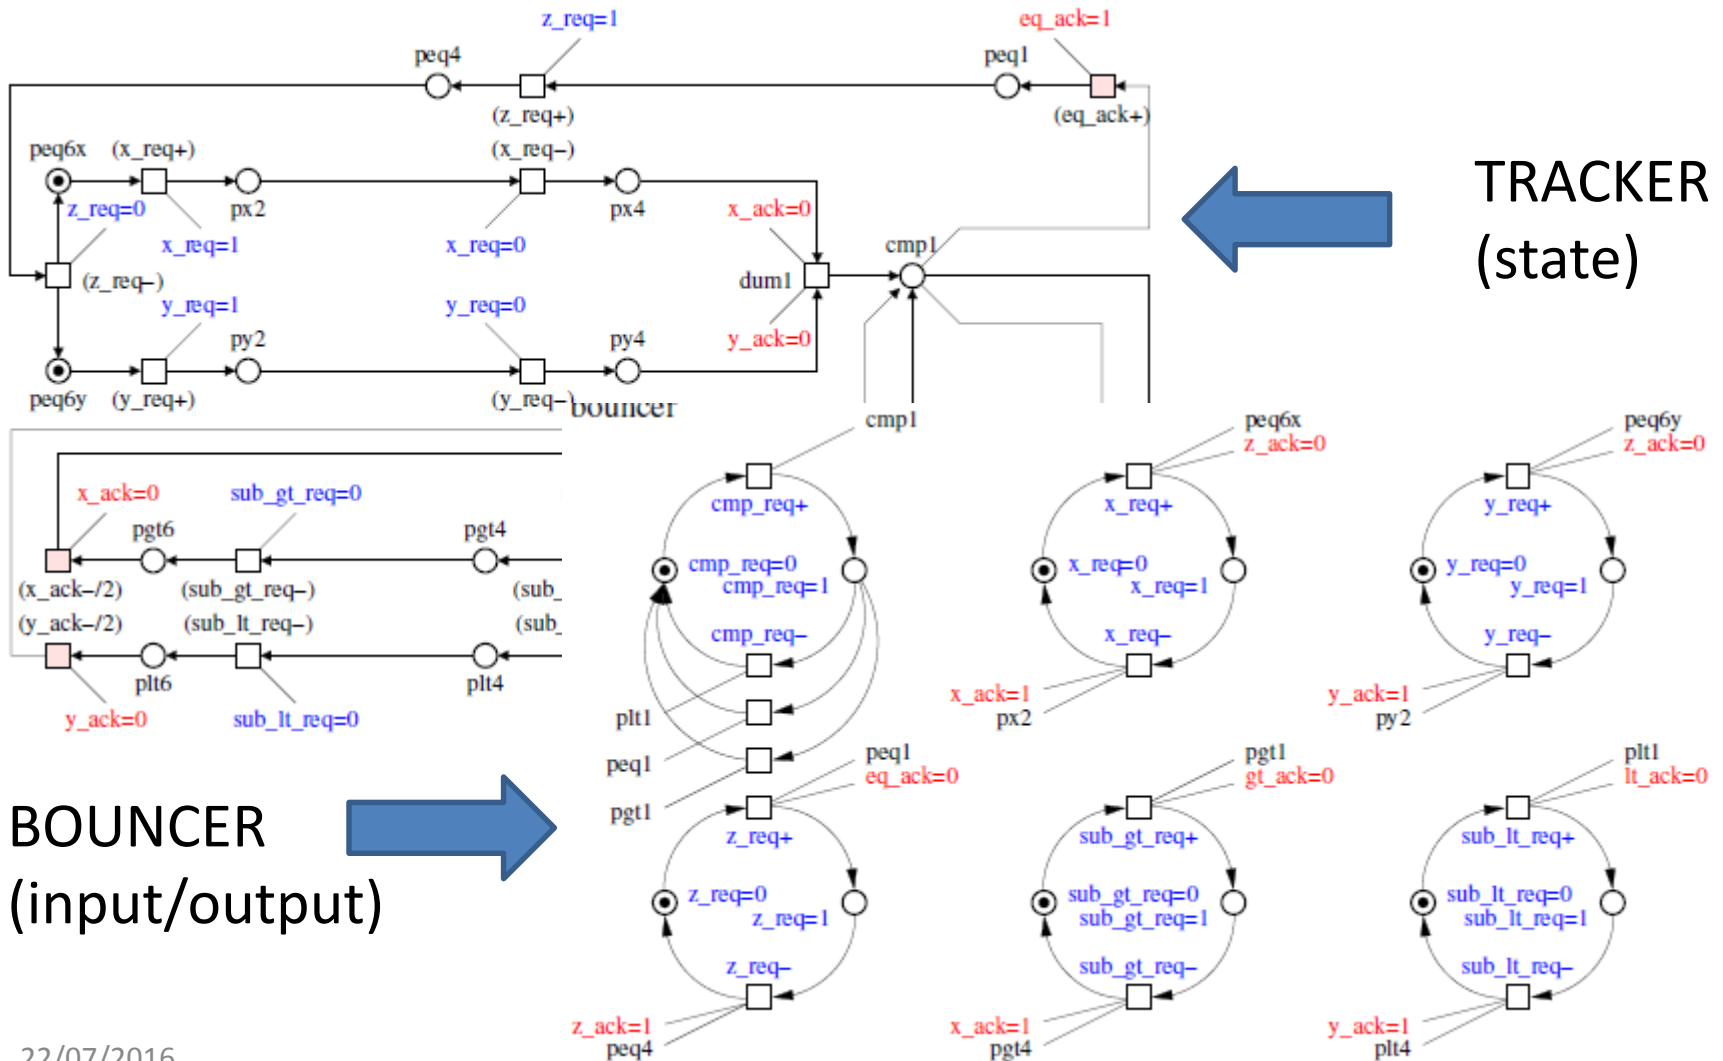 z_req=1
eq_ack=1
peq4
peq1
(z_req+)
(eq_ack+)
peq6x
(x_req+)
(x_req−)
z_req=0
px2
px4
x_ack=0
x_req=1
x_req=0
cmp1
(z_req−)
dum1
y_req=1
y_req=0
py2
py4
y_ack=0
peq6y
(y_req+)
(y_req−)
TRACKER
(state)
bouncer
x_ack=0
sub_gt_req=0
pgt6
pgt4
(x_ack−/2)
(sub_gt_req−)
(sub_
(y_ack−/2)
(sub_lt_req−)
(sub_
plt6
plt4
y_ack=0
sub_lt_req=0
cmp1
cmp_req+
cmp_req=0
cmp_req=1
cmp_req−
plt1
peq1
pgt1
peq6x
z_ack=0
x_req+
x_req=0
x_req=1
x_req−
x_ack=1
px2
peq6y
z_ack=0
y_req+
y_req=0
y_req=1
y_req−
y_ack=1
py2
BOUNCER
(input/output)
peq1
eq_ack=0
z_req+
z_req=0
z_req=1
z_req−
z_ack=1
peq4
pgt1
gt_ack=0
sub_gt_req+
sub_gt_req=0
sub_gt_req=1
sub_gt_req−
x_ack=1
pgt4
plt1
lt_ack=0
sub_lt_req+
sub_lt_req=0
sub_lt_req=1
sub_lt_req−
y_ack=1
plt4
22/07/2016